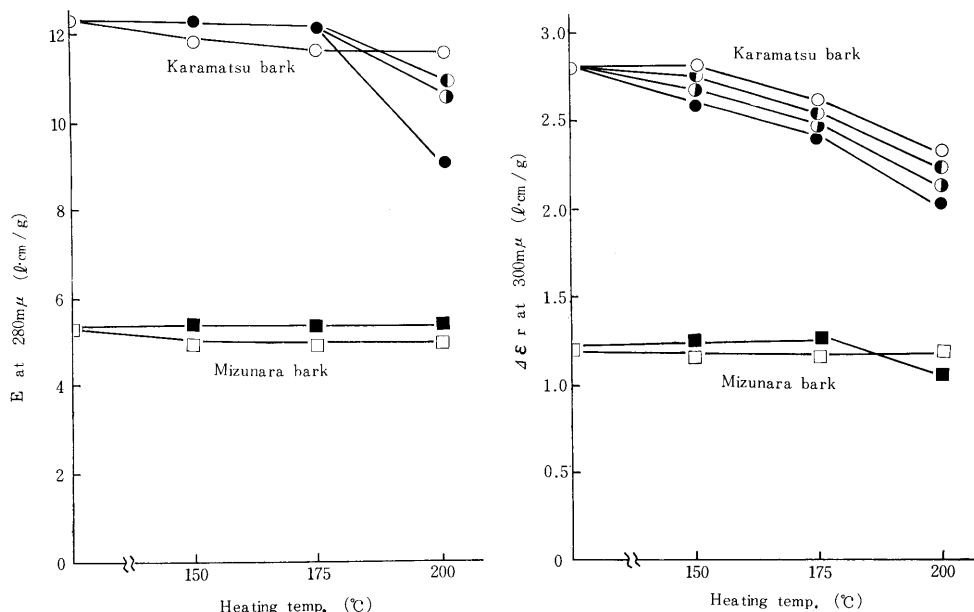 12
10
8
6
4
2
0
E at 280mμ (ℓ·cm/g)
Karamatsu bark
Mizunara bark
150 175 200
Heating temp. (℃)
3.0
2.5
2.0
1.5
1.0
0.5
0
Δε r at 300mμ (ℓ·cm/g)
Karamatsu bark
Mizunara bark
150 175 200
Heating temp. (℃)